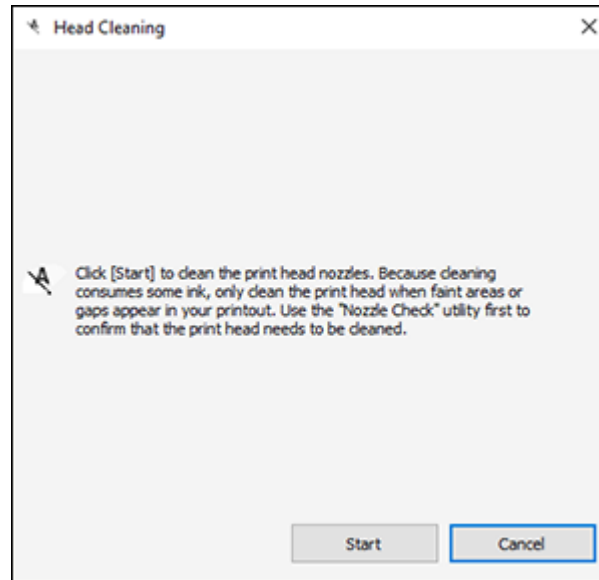 Head Cleaning
Click [Start] to clean the print head nozzles. Because cleaning
consumes some ink, only clean the print head when faint areas or
gaps appear in your printout. Use the "Nozzle Check" utility first to
confirm that the print head needs to be cleaned.
Start
Cancel